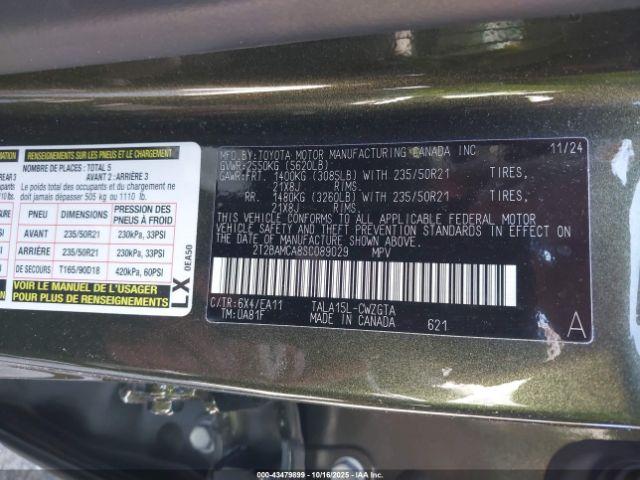 RENSEIGNEMENTS SUR LES PNEUS ET LE CHARGEMENT
NOMBRE DE PLACES : TOTAL 5
AVANT 2 : ARRIÈRE 3
Le poids total des occupants et du chargement ne
doit jamais dépasser 505 kg ou 1110 lb.
PNEU DIMENSIONS PRESSION DES PNEUS À FROID
AVANT 235/50R21 230kPa, 33PSI
ARRIÈRE 235/50R21 230kPa, 33PSI
DE SECOURS T165/90D18 420kPa, 60PSI
VOIR LE MANUEL DE L'USAGER
POUR PLUS DE RENSEIGNEMENTS
LX 0EA50
REAR 3
10 lbs.
MFD.BY:TOYOTA MOTOR MANUFACTURING CANADA INC. 11/24
GVWR:2550KG (5620LB)
GAWR:FRT. 1400KG (3085LB) WITH 235/50R21 TIRES,
21X8J RIMS.
RR. 1480KG (3260LB) WITH 235/50R21 TIRES,
21X8J RIMS.
THIS VEHICLE CONFORMS TO ALL APPLICABLE FEDERAL MOTOR
VEHICLE SAFETY AND THEFT PREVENTION STANDARDS IN EFFECT
ON THE DATE OF MANUFACTURE SHOWN ABOVE.
2T2BAMCA8SC089029 MPV
C/TR:6X4/EA11 TALA15L-CWZGTA
TM:UA81F MADE IN CANADA 621
A
000-43479899 - 10/16/2025 - IAA Inc.